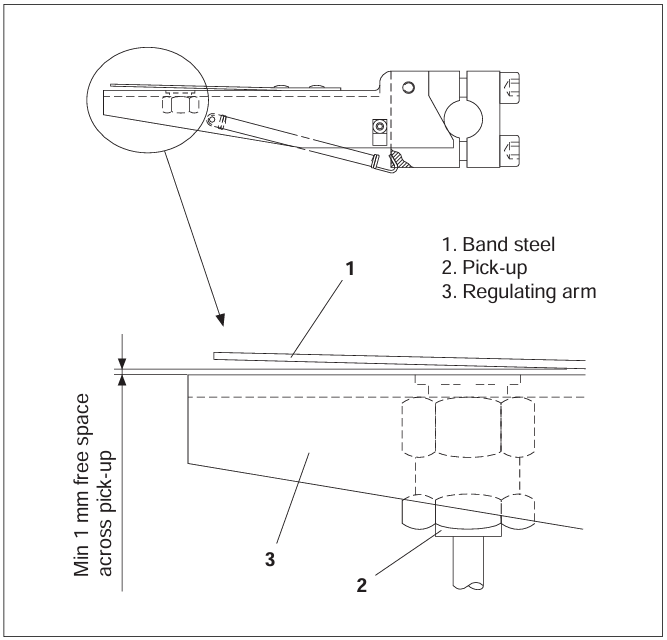 1. Band steel
2. Pick-up
3. Regulating arm
1
Min 1 mm free space
across pick-up
3
2